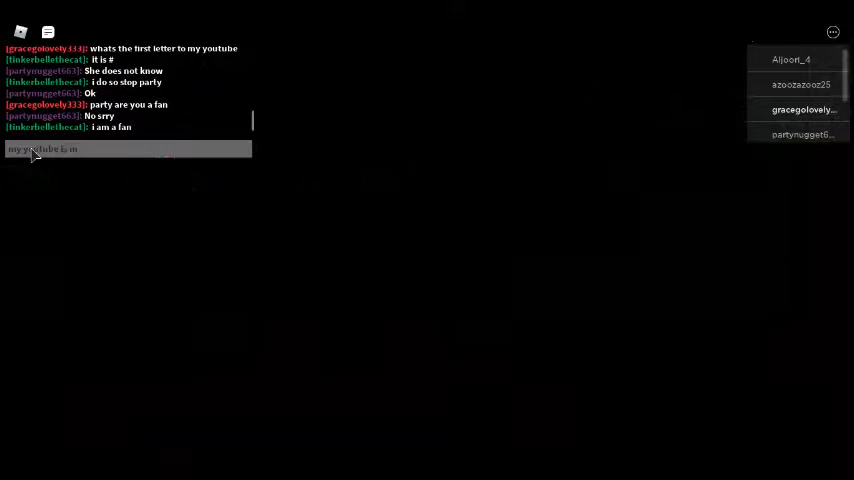 [gracegolovely333]: whats the first letter to my youtube
[tinkerbellethecat]: it is #
[partynugget663]: She does not know
[tinkerbellethecat]: i do so stop party
[partynugget663]: Ok
[gracegolovely333]: party are you a fan
[partynugget663]: No srry
[tinkerbellethecat]: i am a fan
my youtube is m
Aljoori_4
azoozazooz25
gracegolovely...
partynugget6...